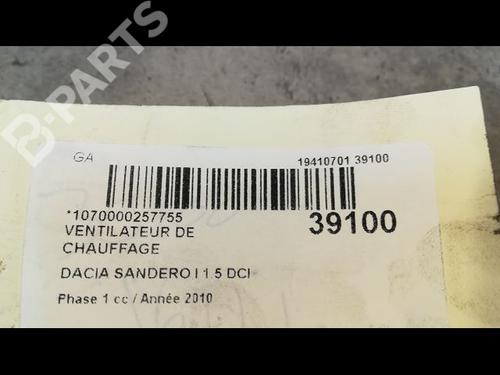 B-PARTS
GA
19410701 39100
*1070000257755
39100
VENTILATEUR DE
CHAUFFAGE
DACIA SANDERO I 1.5 DCI
Phase 1 cc / Année 2010